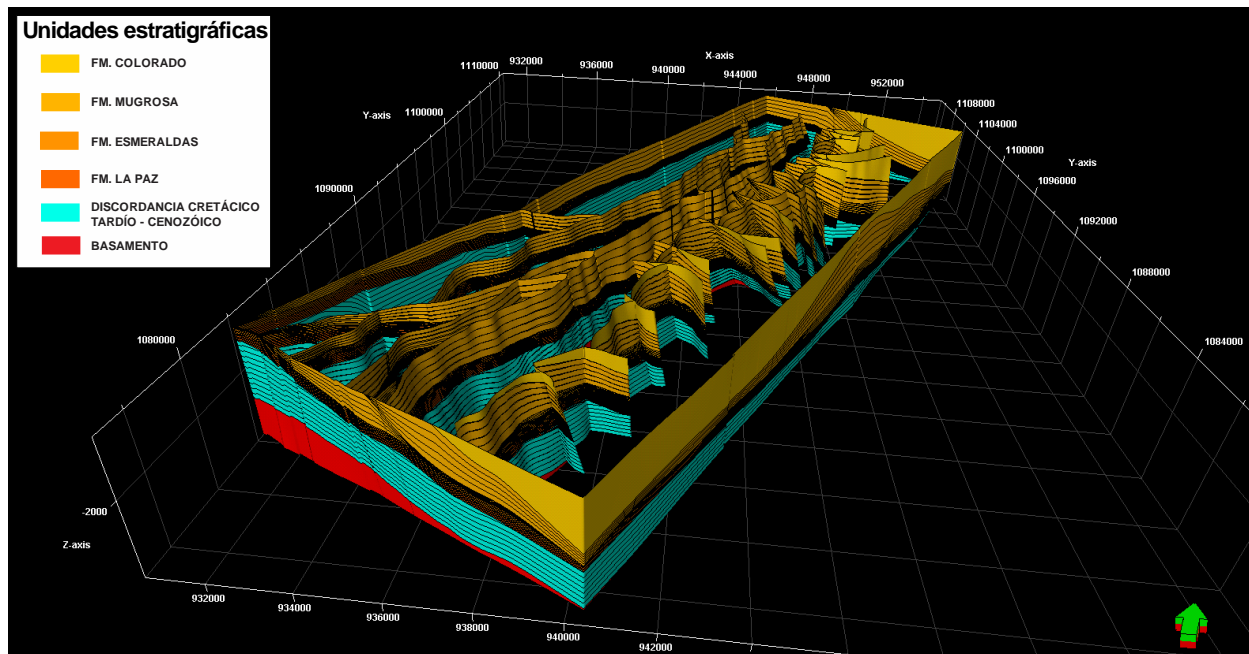 Unidades estratigráficas
FM. COLORADO
FM. MUGROSA
FM. ESMERALDAS
FM. LA PAZ
DISCORDANCIA CRETÁCICO
TARDÍO - CENOZÓICO
BASAMENTO
X-axis
932000
936000
940000
944000
948000
952000
Y-axis
1110000
1100000
1090000
1080000
1108000
1104000
1100000
1096000
Y-axis
1092000
1088000
1084000
-2000
Z-axis
932000
934000
936000
938000
940000
942000